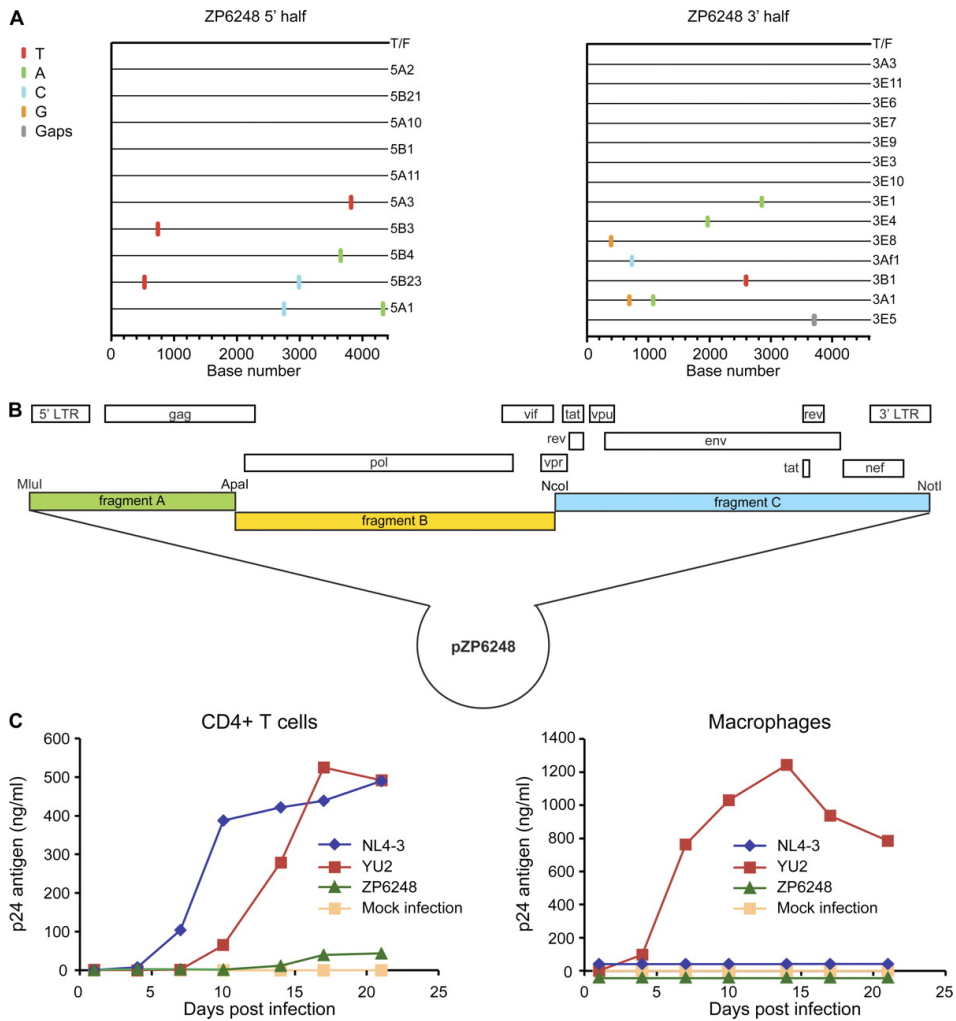 A
ZP6248 5’ half
T
A
C
G
Gaps
T/F
5A2
5B21
5A10
5B1
5A11
5A3
5B3
5B4
5B23
5A1
0 1000 2000 3000 4000
Base number
ZP6248 3’ half
T/F
3A3
3E11
3E6
3E7
3E9
3E3
3E10
3E1
3E4
3E8
3Af1
3B1
3A1
3E5
0 1000 2000 3000 4000
Base number
B
5’ LTR gag vif tat vpu rev 3’ LTR
rev env
pol vpr tat nef
MluI ApaI NcoI NotI
fragment A fragment C
fragment B
pZP6248
C
CD4+ T cells
p24 antigen (ng/ml)
600
500
400
300
200
100
0
NL4-3
YU2
ZP6248
Mock infection
0 5 10 15 20 25
Days post infection
Macrophages
p24 antigen (ng/ml)
1400
1200
1000
800
600
400
200
0
NL4-3
YU2
ZP6248
Mock infection
0 5 10 15 20 25
Days post infection